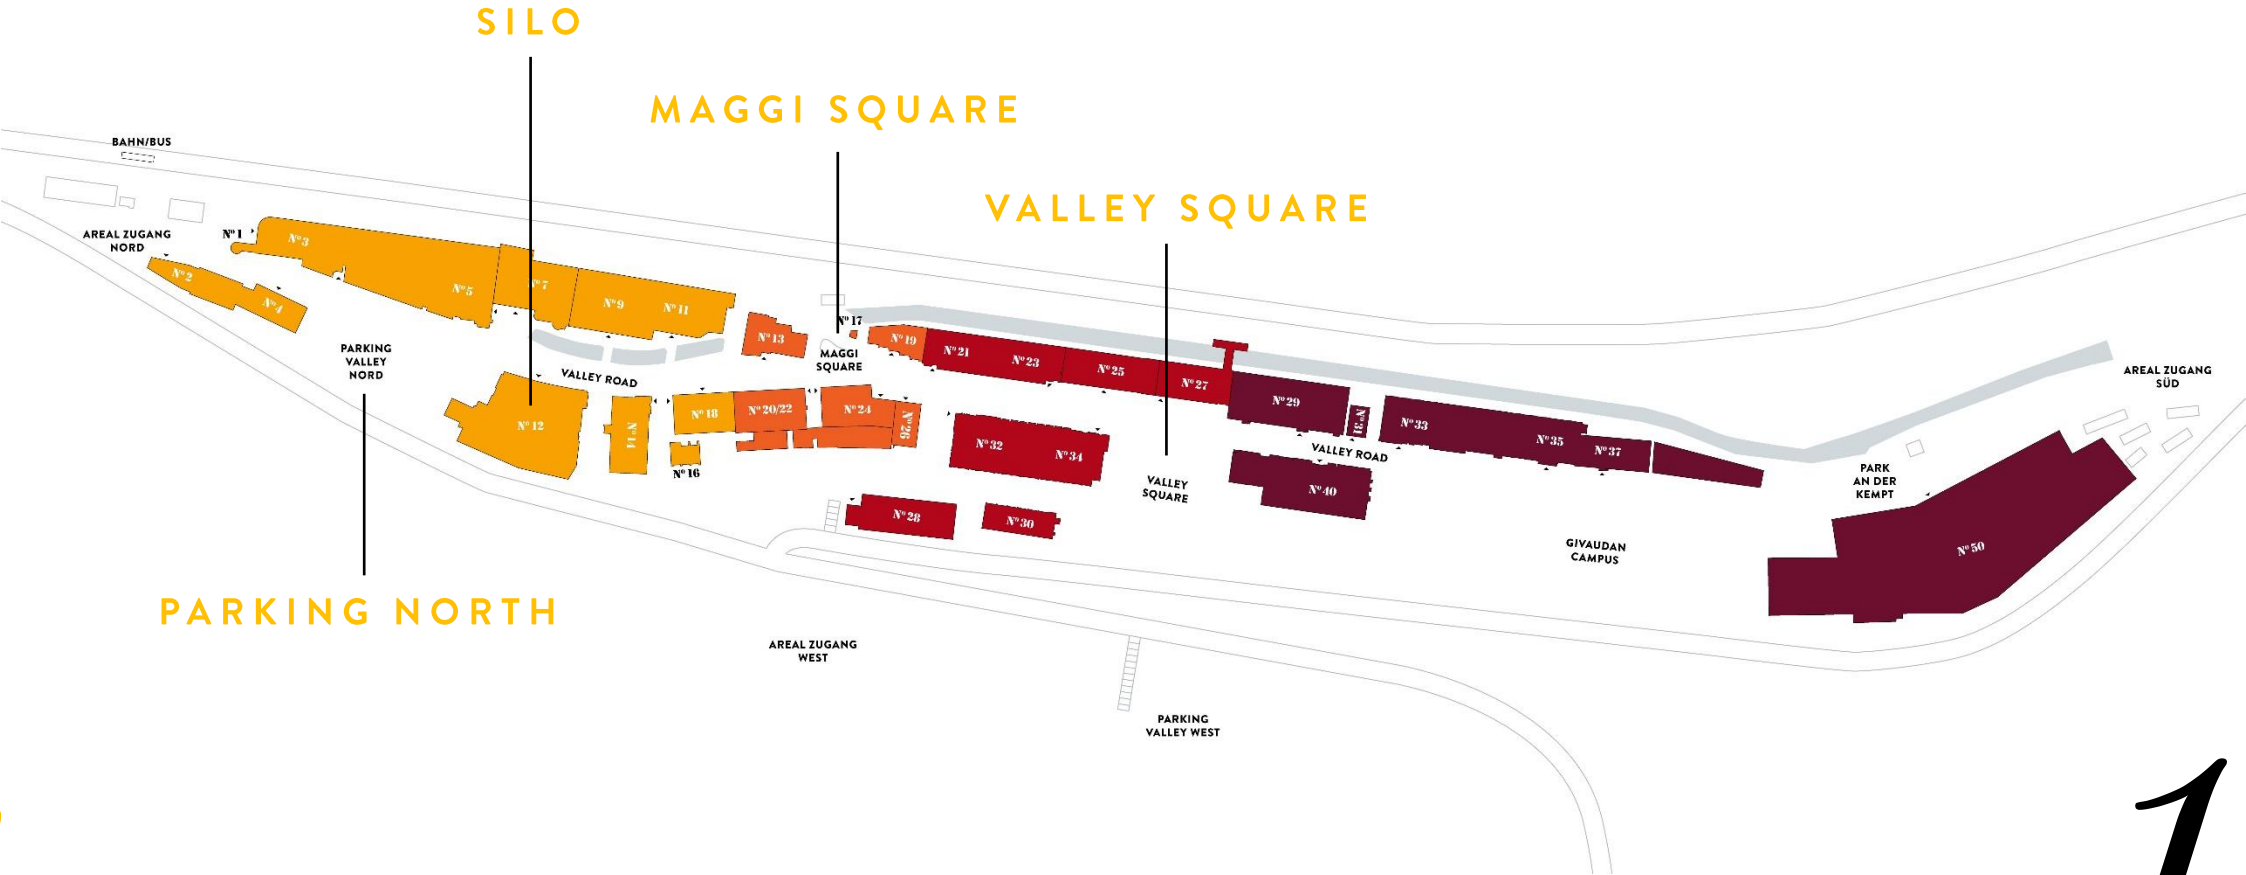 SILO
MAGGI SQUARE
BAHN/BUS
VALLEY SQUARE
AREAL ZUGANG
NORD
Nº 1
Nº 3
Nº 2
Nº 4
Nº 5
Nº 7
Nº 9
Nº 11
Nº 13
Nº 17
MAGGI
SQUARE
Nº 19
Nº 21
Nº 23
Nº 25
Nº 27
Nº 29
Nº 31
Nº 33
Nº 35
Nº 37
PARKING
VALLEY
NORD
VALLEY ROAD
Nº 12
Nº 14
Nº 18
Nº 16
Nº 20/22
Nº 24
Nº 26
Nº 32
Nº 34
Nº 28
Nº 30
VALLEY
SQUARE
VALLEY ROAD
Nº 40
AREAL ZUGANG
SÜD
PARK
AN DER
KEMPT
GIVAUDAN
CAMPUS
Nº 50
PARKING NORTH
AREAL ZUGANG
WEST
PARKING
VALLEY WEST
1